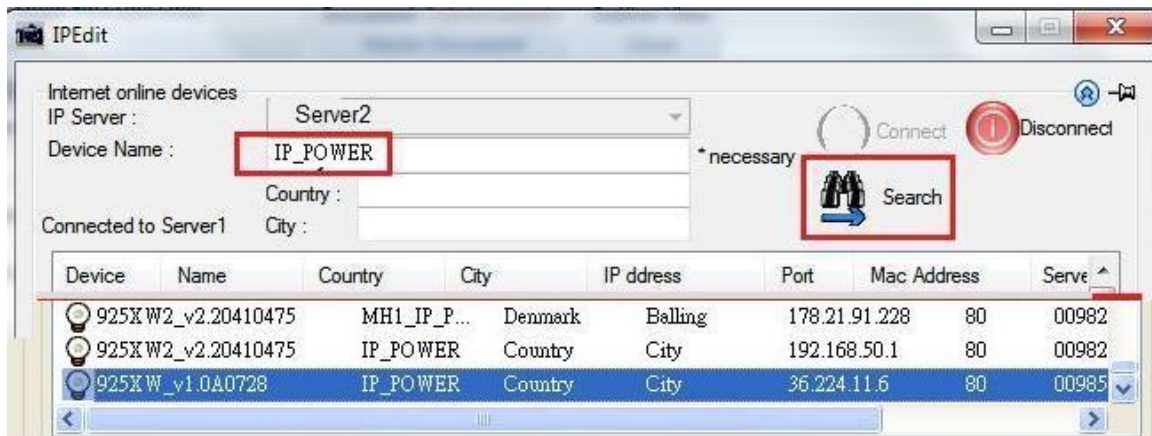 IPEdit
Internet online devices
IP Server : Server2
Connect Disconnect
Device Name : IP_POWER * necessary
Search
Country :
Connected to Server1 City :
Device Name Country City IP ddress Port Mac Address Serve
925XW2_v2.20410475 MH1_IP_P... Denmark Balling 178.21.91.228 80 00982
925XW2_v2.20410475 IP_POWER Country City 192.168.50.1 80 00982
925XW_v1.0A0728 IP_POWER Country City 36.224.11.6 80 00985